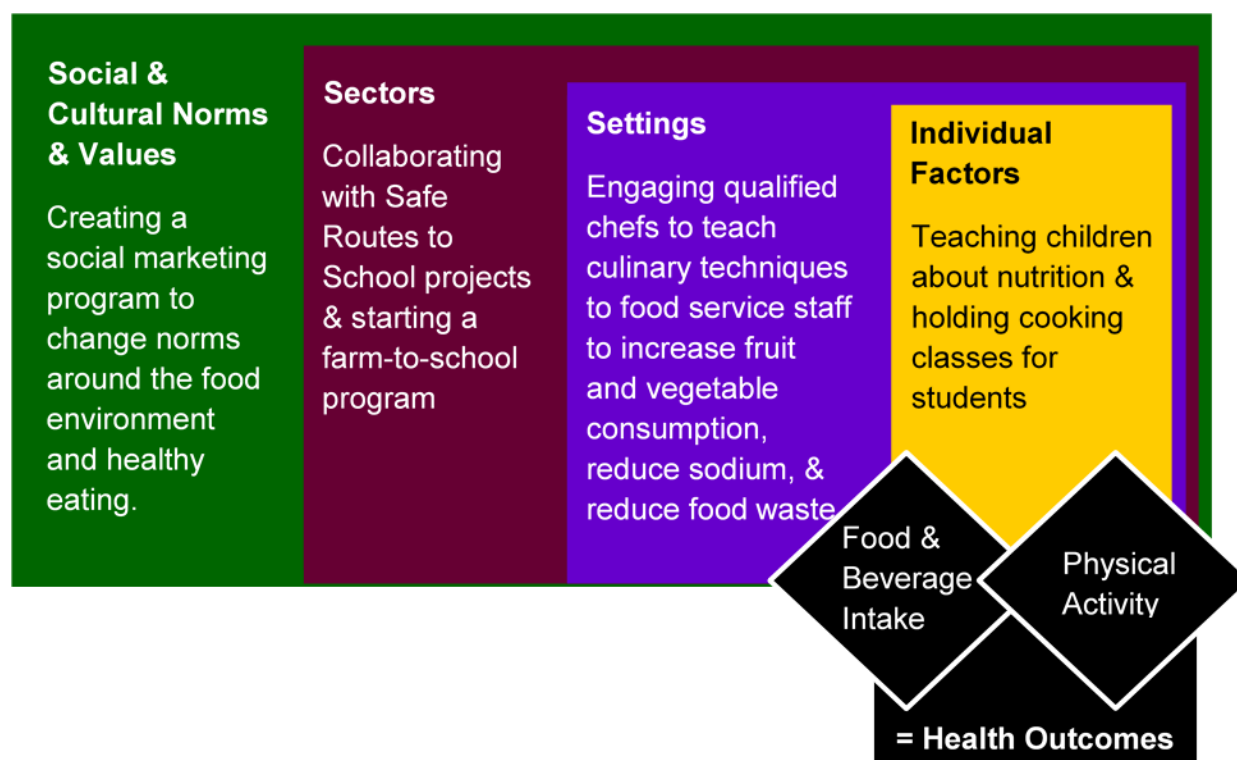 Social &
Cultural Norms
& Values
Creating a
social marketing
program to
change norms
around the food
environment
and healthy
eating.
Sectors
Collaborating
with Safe
Routes to
School projects
& starting a
farm-to-school
program
Settings
Engaging qualified
chefs to teach
culinary techniques
to food service staff
to increase fruit
and vegetable
consumption,
reduce sodium, &
reduce food waste
Individual
Factors
Teaching children
about nutrition &
holding cooking
classes for
students
Food &
Beverage
Intake
Physical
Activity
= Health Outcomes